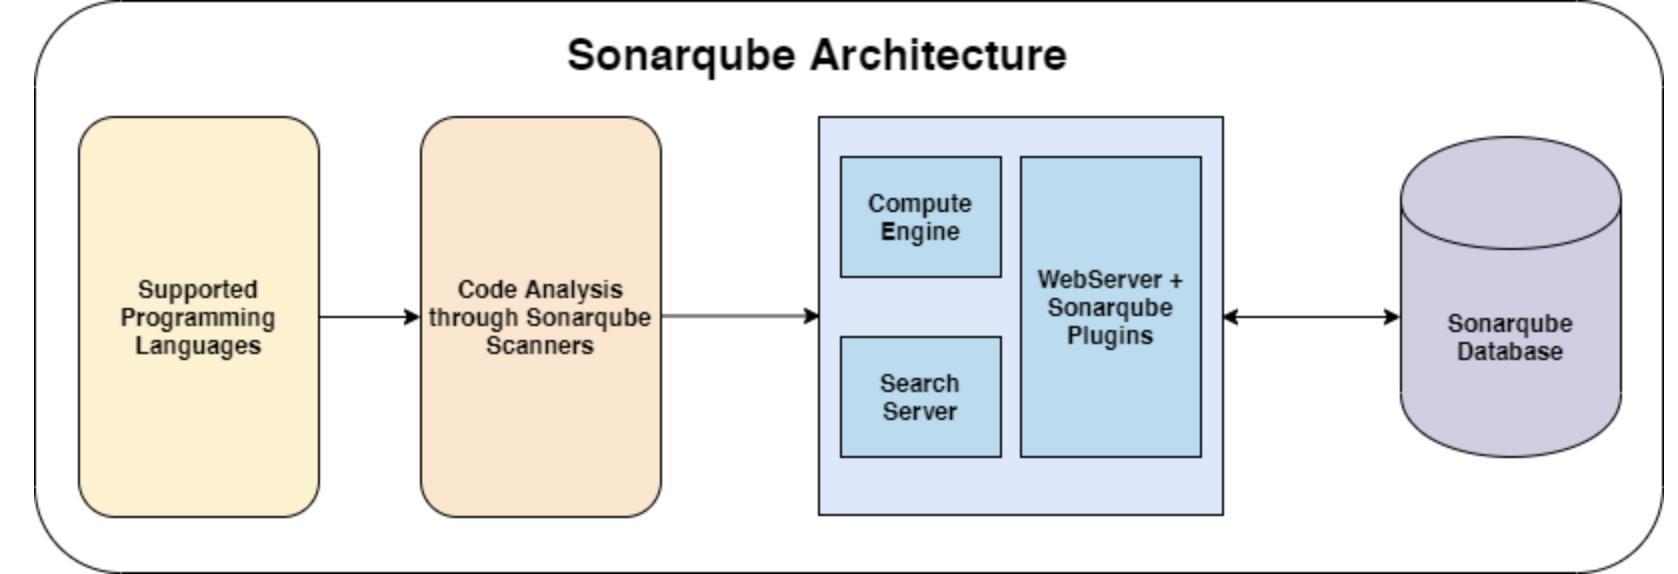 Sonarqube Architecture
Supported
Programming
Languages
Code Analysis
through Sonarqube
Scanners
Compute
Engine
Search
Server
WebServer +
Sonarqube
Plugins
Sonarqube
Database